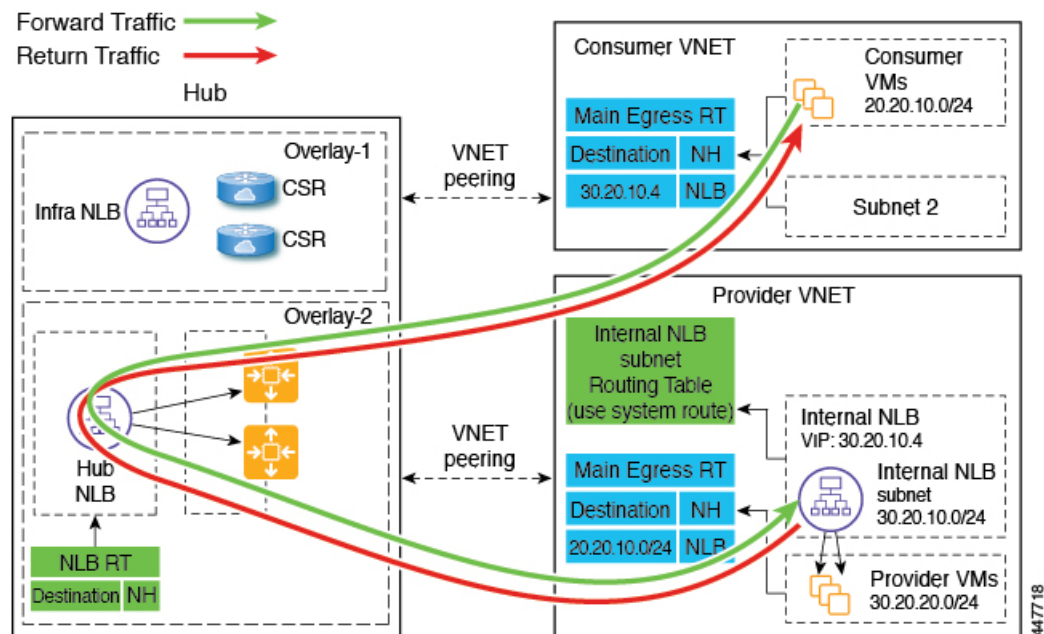 Forward Traffic
Return Traffic
Hub
Overlay-1
Infra NLB
CSR
CSR
Overlay-2
Hub
NLB
NLB RT
Destination NH
VNET
peering
VNET
peering
Consumer VNET
Main Egress RT
Destination NH
30.20.10.4 NLB
Consumer
VMs
20.20.10.0/24
Subnet 2
Provider VNET
Internal NLB
subnet
Routing Table
(use system route)
Main Egress RT
Destination NH
20.20.10.0/24 NLB
Internal NLB
VIP: 30.20.10.4
Internal NLB
subnet
30.20.10.0/24
Provider VMs
30.20.20.0/24
447718